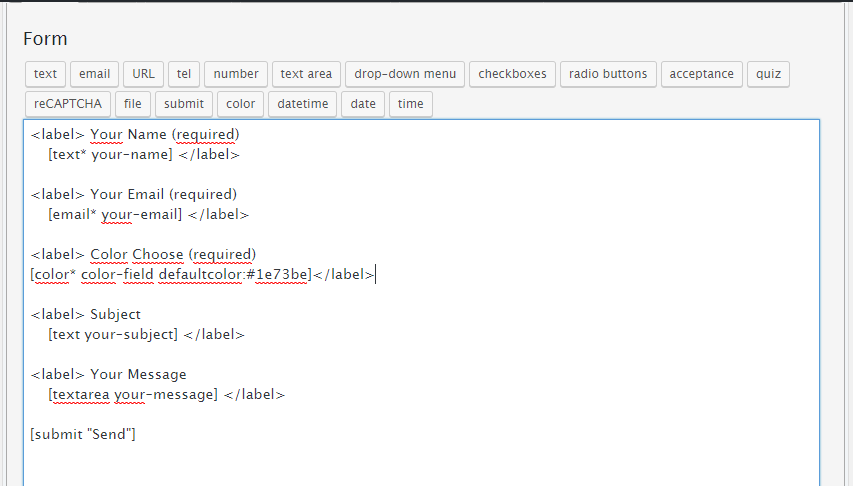 Form
text email URL tel number text area drop-down menu checkboxes radio buttons acceptance quiz
reCAPTCHA file submit color datetime date time
<label> Your Name (required)
[text* your-name] </label>
<label> Your Email (required)
[email* your-email] </label>
<label> Color Choose (required)
[color* color-field defaultcolor:#1e73be]</label>
<label> Subject
[text your-subject] </label>
<label> Your Message
[textarea your-message] </label>
[submit "Send"]